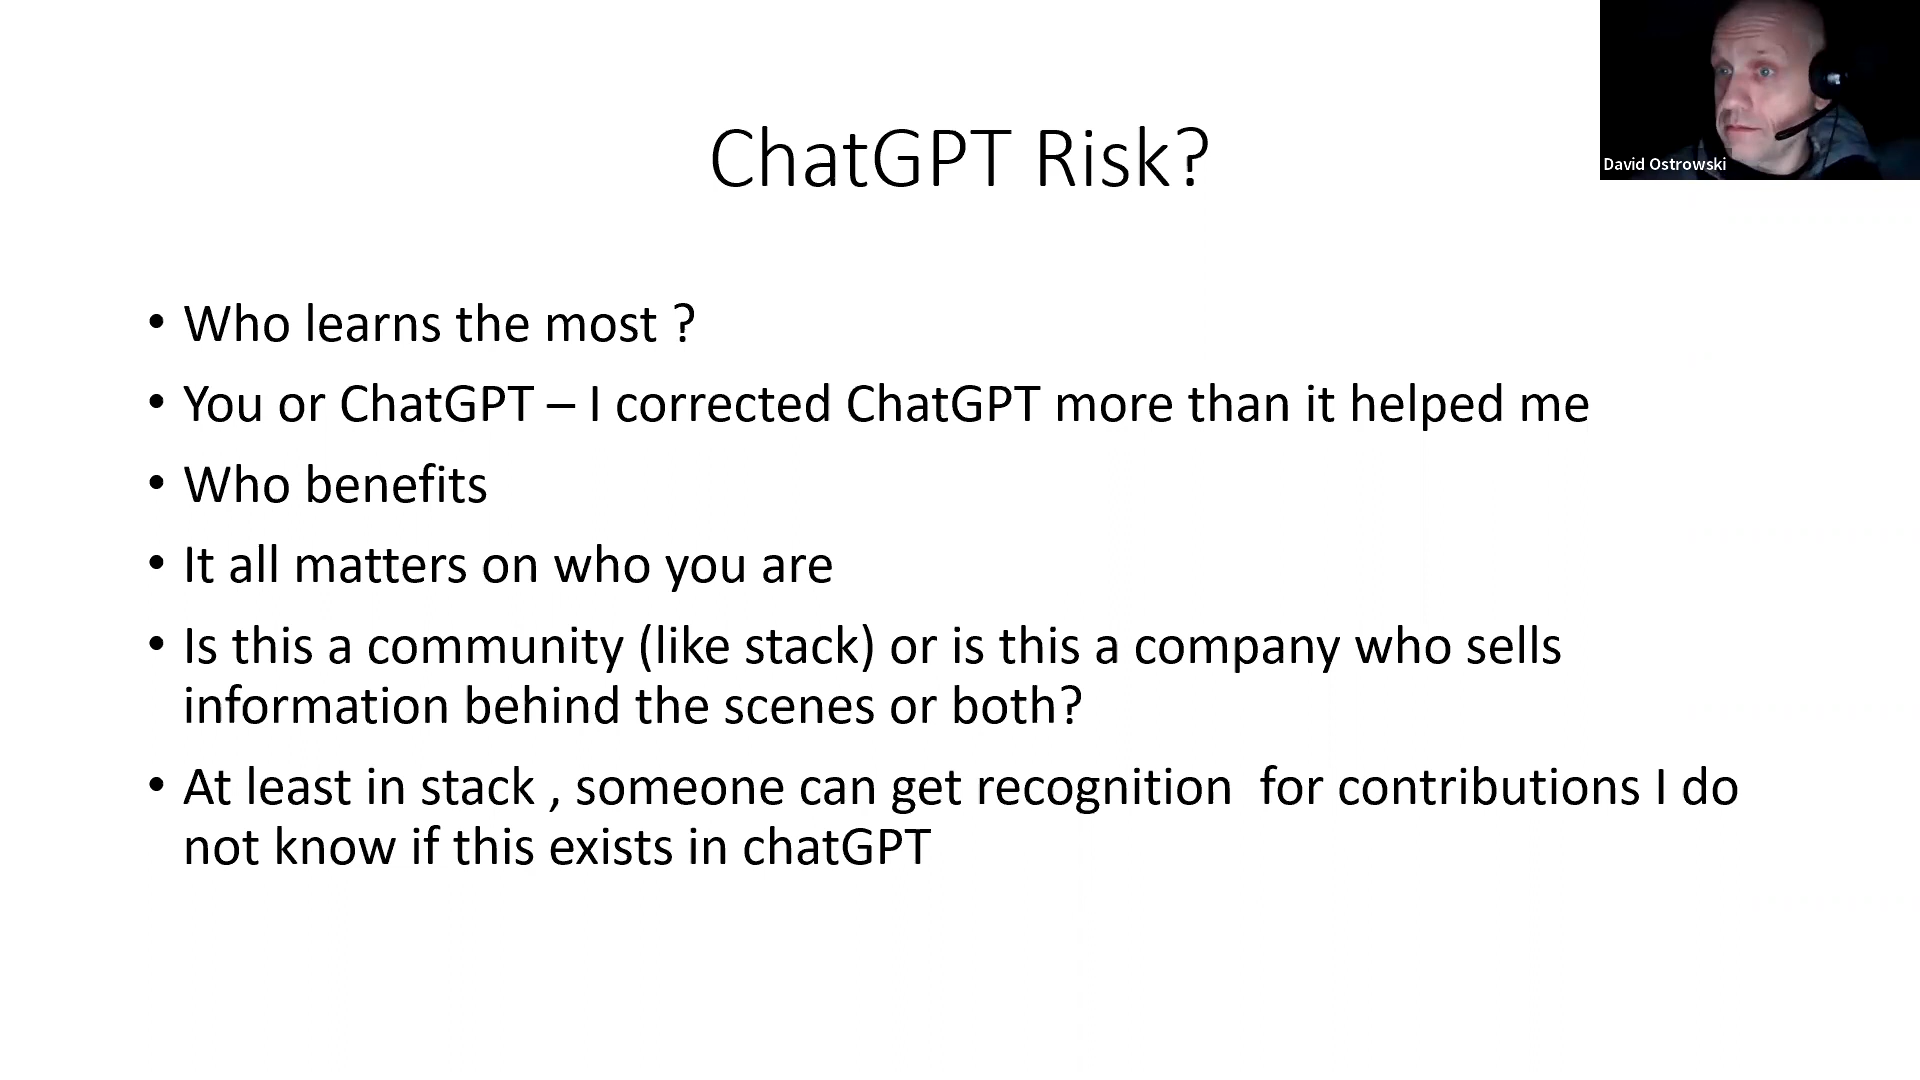 ChatGPT Risk?
David Ostrowski
• Who learns the most ?
• You or ChatGPT – I corrected ChatGPT more than it helped me
• Who benefits
• It all matters on who you are
• Is this a community (like stack) or is this a company who sells
information behind the scenes or both?
• At least in stack , someone can get recognition  for contributions I do
not know if this exists in chatGPT